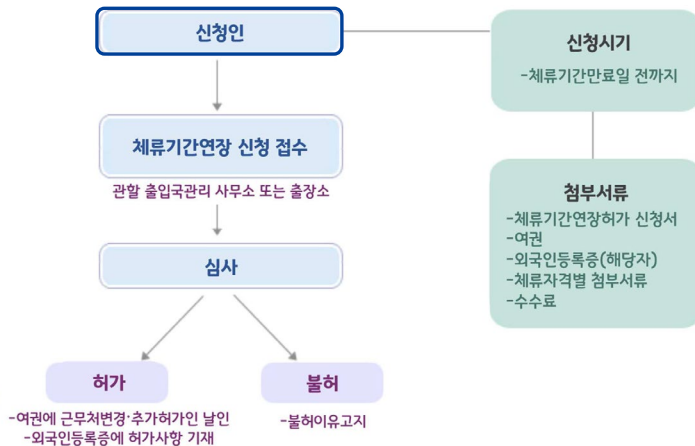 신청인
신청시기
-체류기간만료일 전까지
체류기간연장 신청 접수
관할 출입국관리 사무소 또는 출장소
첨부서류
-체류기간연장허가 신청서
-여권
-외국인등록증(해당자)
-체류자격별 첨부서류
-수수료
심사
허가
-여권에 근무처변경·추가허가인 날인
-외국인등록증에 허가사항 기재
불허
-불허이유고지